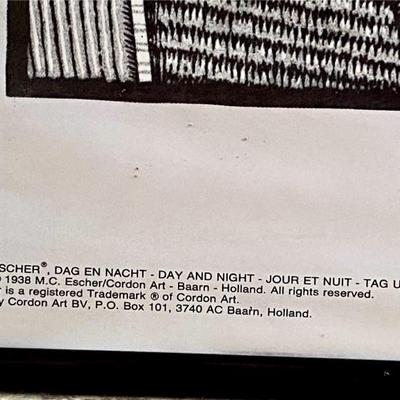 SCHER®, DAG EN NACHT - DAY AND NIGHT - JOUR ET NUIT - TAG U
© 1938 M.C. Escher/Cordon Art - Baarn - Holland. All rights reserved.
r is a registered Trademark ® of Cordon Art.
y Cordon Art BV, P.O. Box 101, 3740 AC Baarn, Holland.